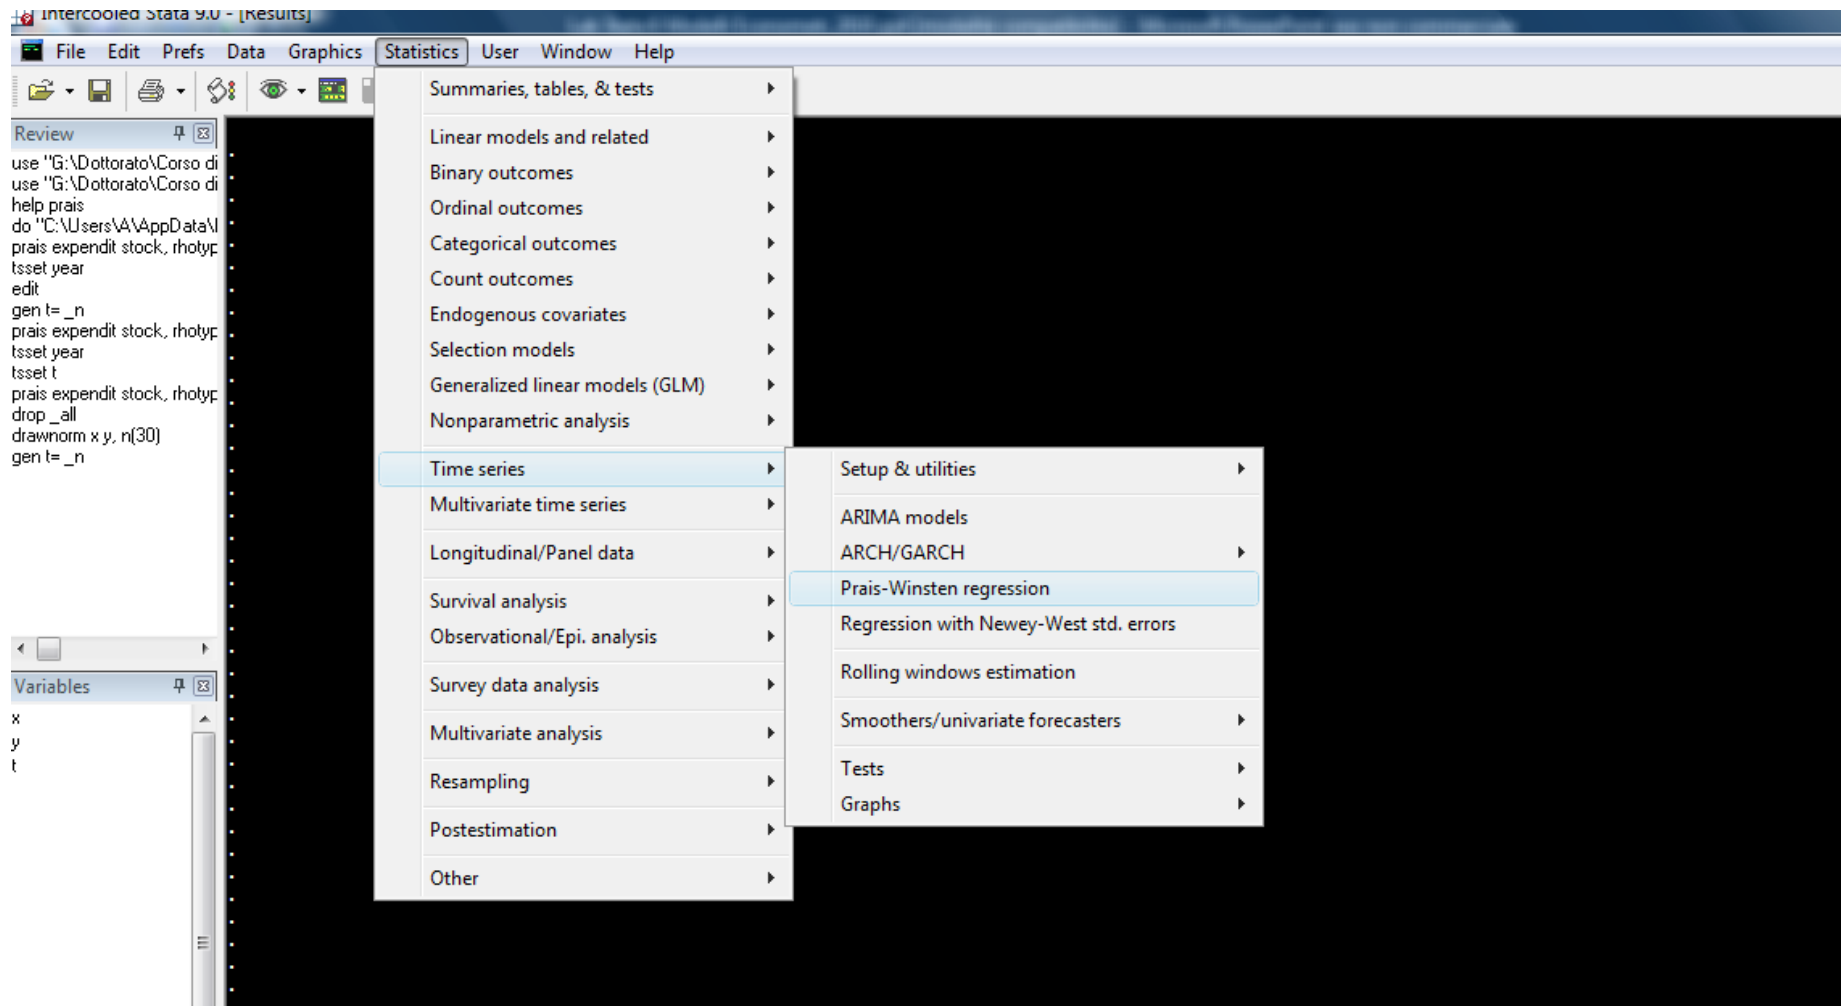 Intercooled Stata 9.0 - [Results]
File Edit Prefs Data Graphics Statistics User Window Help
Review
use "G:\Dottorato\Corso di
use "G:\Dottorato\Corso di
help prais
do "C:\Users\A\AppData\
prais expendit stock, rhotyp
tsset year
edit
gen t= _n
prais expendit stock, rhotyp
tsset year
tsset t
prais expendit stock, rhotyp
drop _all
drawnorm x y, n(30)
gen t= _n
Variables
x
y
t
Summaries, tables, & tests
Linear models and related
Binary outcomes
Ordinal outcomes
Categorical outcomes
Count outcomes
Endogenous covariates
Selection models
Generalized linear models (GLM)
Nonparametric analysis
Time series
Multivariate time series
Longitudinal/Panel data
Survival analysis
Observational/Epi. analysis
Survey data analysis
Multivariate analysis
Resampling
Postestimation
Other
Setup & utilities
ARIMA models
ARCH/GARCH
Prais-Winsten regression
Regression with Newey-West std. errors
Rolling windows estimation
Smoothers/univariate forecasters
Tests
Graphs